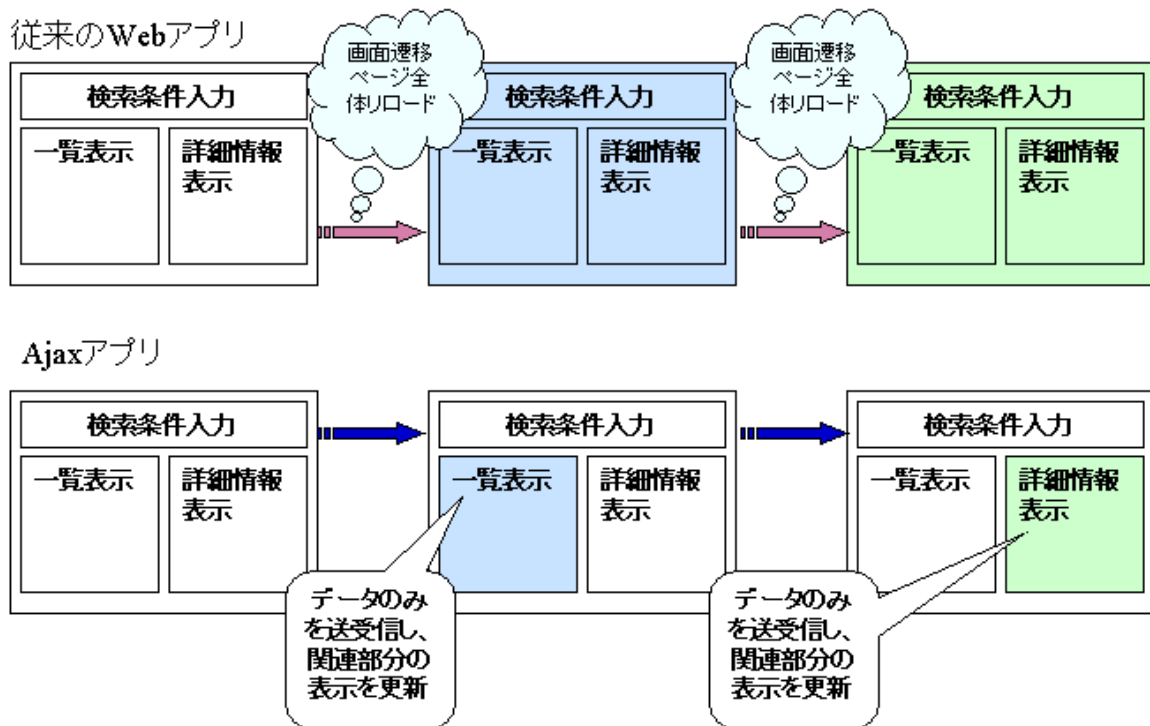 従来のWebアプリ
画面遷移
ページ全
体リロード
画面遷移
ページ全
体リロード
検索条件入力
一覧表示
詳細情報
表示
検索条件入力
一覧表示
詳細情報
表示
検索条件入力
一覧表示
詳細情報
表示
Ajaxアプリ
検索条件入力
一覧表示
詳細情報
表示
検索条件入力
一覧表示
詳細情報
表示
検索条件入力
一覧表示
詳細情報
表示
データのみ
を送受信し、
関連部分の
表示を更新
データのみ
を送受信し、
関連部分の
表示を更新